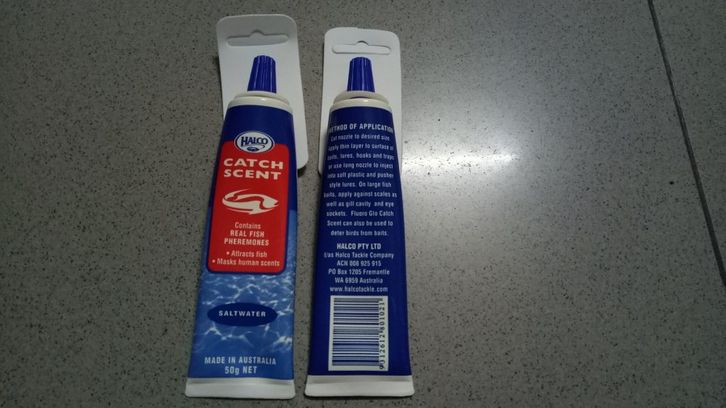 HALCO
CATCH
SCENT
Contains
REAL FISH
PHEREMONES
• Attracts fish
• Masks human scents
SALTWATER
MADE IN AUSTRALIA
50g NET
METHOD OF APPLICATION
Cut nozzle to desired size.
Apply thin layer to surface of
baits, lures, hooks and traps
or use long nozzle to inject
into soft plastic and pusher
style lures. On large fish
baits, apply against scales as
well as gill cavity and eye
sockets. Fluoro Glo Catch
Scent can also be used to
deter birds from baits.
HALCO PTY LTD
t/as Halco Tackle Company
ACN 008 925 915
PO Box 1205 Fremantle
WA 6959 Australia
www.halcotackle.com
9312612601021